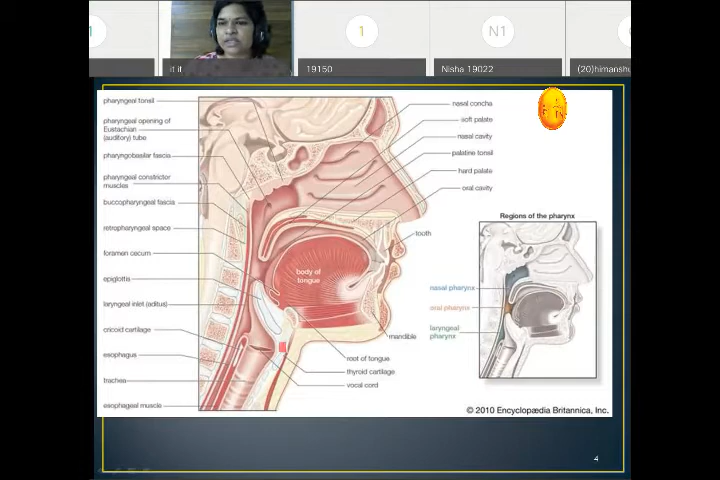 1
1
N1
19150
Nisha 19022
(20)himanshu
pharyngeal tonsil
pharyngeal opening of
Eustachian
(auditory) tube
pharyngobasilar fascia
pharyngeal constrictor
muscles
buccopharyngeal fascia
retropharyngeal space
foramen cecum
epiglottis
laryngeal inlet (aditus)
cricoid cartilage
esophagus
trachea
esophageal muscle
nasal concha
soft palate
nasal cavity
palatine tonsil
hard palate
oral cavity
tooth
body of
tongue
mandible
root of tongue
thyroid cartilage
vocal cord
Regions of the pharynx
nasal pharynx
oral pharynx
laryngeal
pharynx
© 2010 Encyclopædia Britannica, Inc.
4